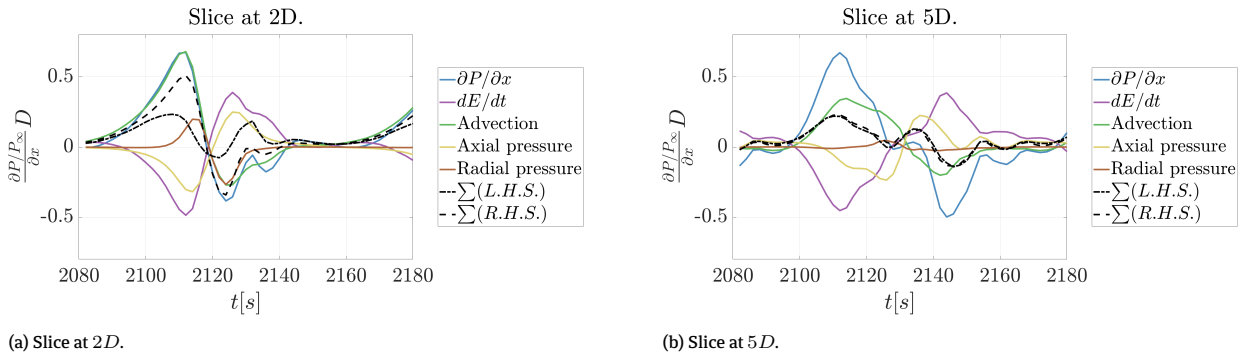 Slice at 2D.
0.5
0
-0.5
∂P/P∞ / ∂x D
2080 2100 2120 2140 2160 2180
t[s]
∂P/∂x
dE/dt
Advection
Axial pressure
Radial pressure
∑(L.H.S.)
∑(R.H.S.)
(a) Slice at 2D.
Slice at 5D.
0.5
0
-0.5
∂P/P∞ / ∂x D
2080 2100 2120 2140 2160 2180
t[s]
∂P/∂x
dE/dt
Advection
Axial pressure
Radial pressure
∑(L.H.S.)
∑(R.H.S.)
(b) Slice at 5D.